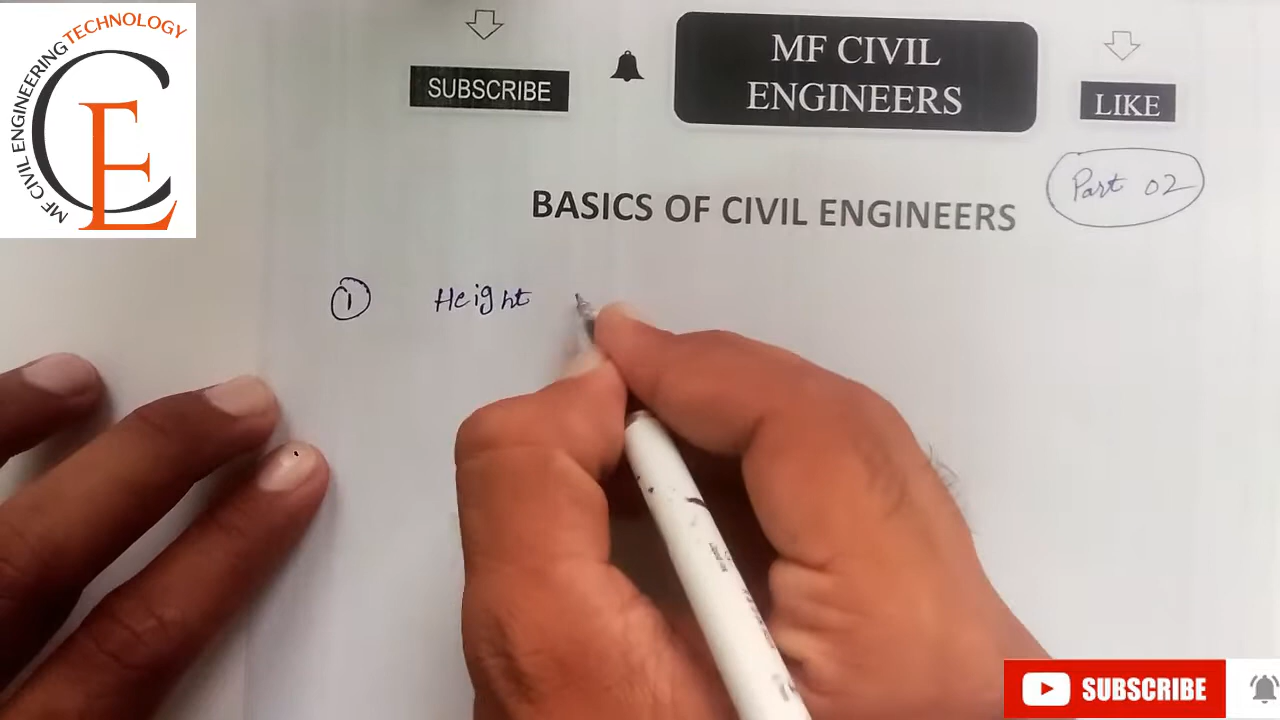 MF CIVIL ENGINEERING TECHNOLOGY
CE
SUBSCRIBE
MF CIVIL
ENGINEERS
LIKE
Part 02
BASICS OF CIVIL ENGINEERS
1 Height
SUBSCRIBE